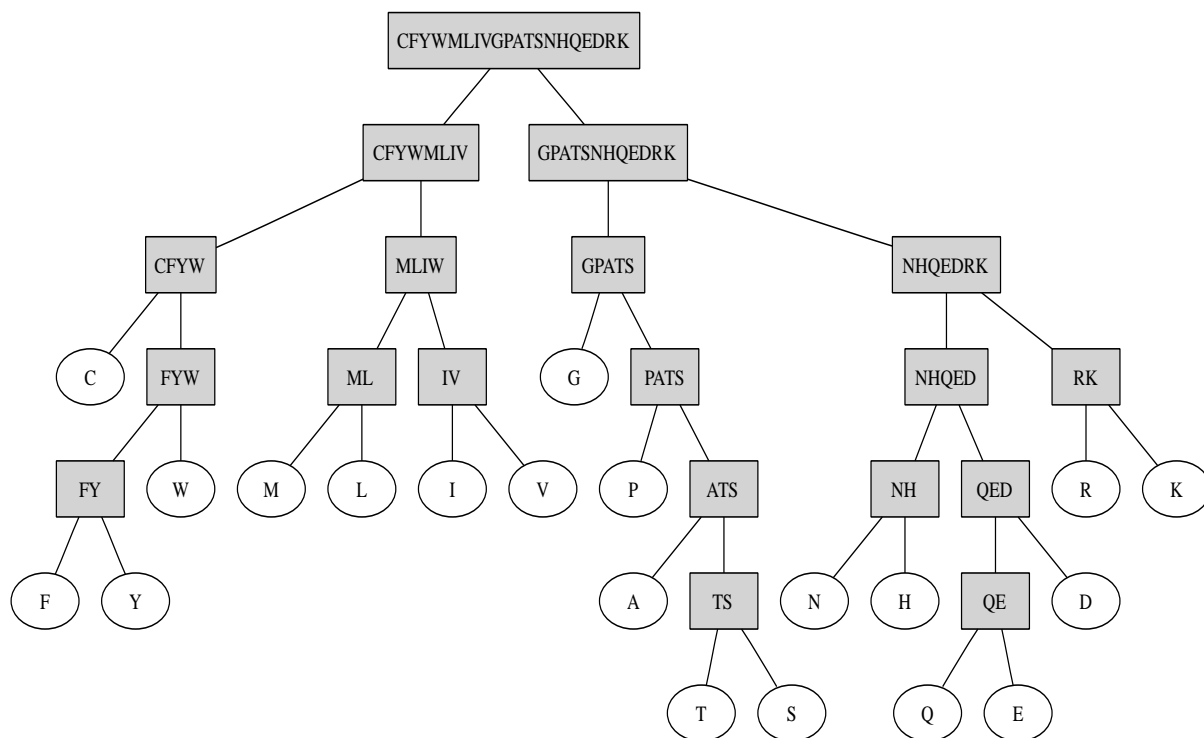 CFYWMLIVGPATSNHQEDRK
CFYWMLIV
GPATSNHQEDRK
CFYW
MLIW
GPATS
NHQEDRK
C
FYW
ML
IV
G
PATS
NHQED
RK
FY
W
M
L
I
V
P
ATS
NH
QED
R
K
F
Y
A
TS
N
H
QE
D
T
S
Q
E